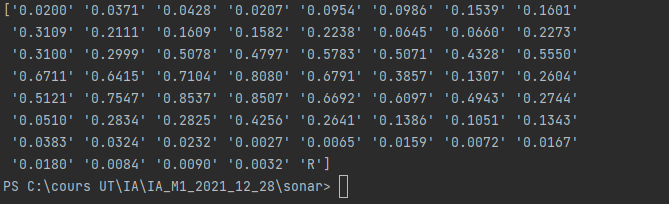 ['0.0200' '0.0371' '0.0428' '0.0207' '0.0954' '0.0986' '0.1539' '0.1601'
'0.3109' '0.2111' '0.1609' '0.1582' '0.2238' '0.0645' '0.0660' '0.2273'
'0.3100' '0.2999' '0.5078' '0.4797' '0.5783' '0.5071' '0.4328' '0.5550'
'0.6711' '0.6415' '0.7104' '0.8080' '0.6791' '0.3857' '0.1307' '0.2604'
'0.5121' '0.7547' '0.8537' '0.8507' '0.6692' '0.6097' '0.4943' '0.2744'
'0.0510' '0.2834' '0.2825' '0.4256' '0.2641' '0.1386' '0.1051' '0.1343'
'0.0383' '0.0324' '0.0232' '0.0027' '0.0065' '0.0159' '0.0072' '0.0167'
'0.0180' '0.0084' '0.0090' '0.0032' 'R']
PS C:\cours UT\IA\IA_M1_2021_12_28\sonar>